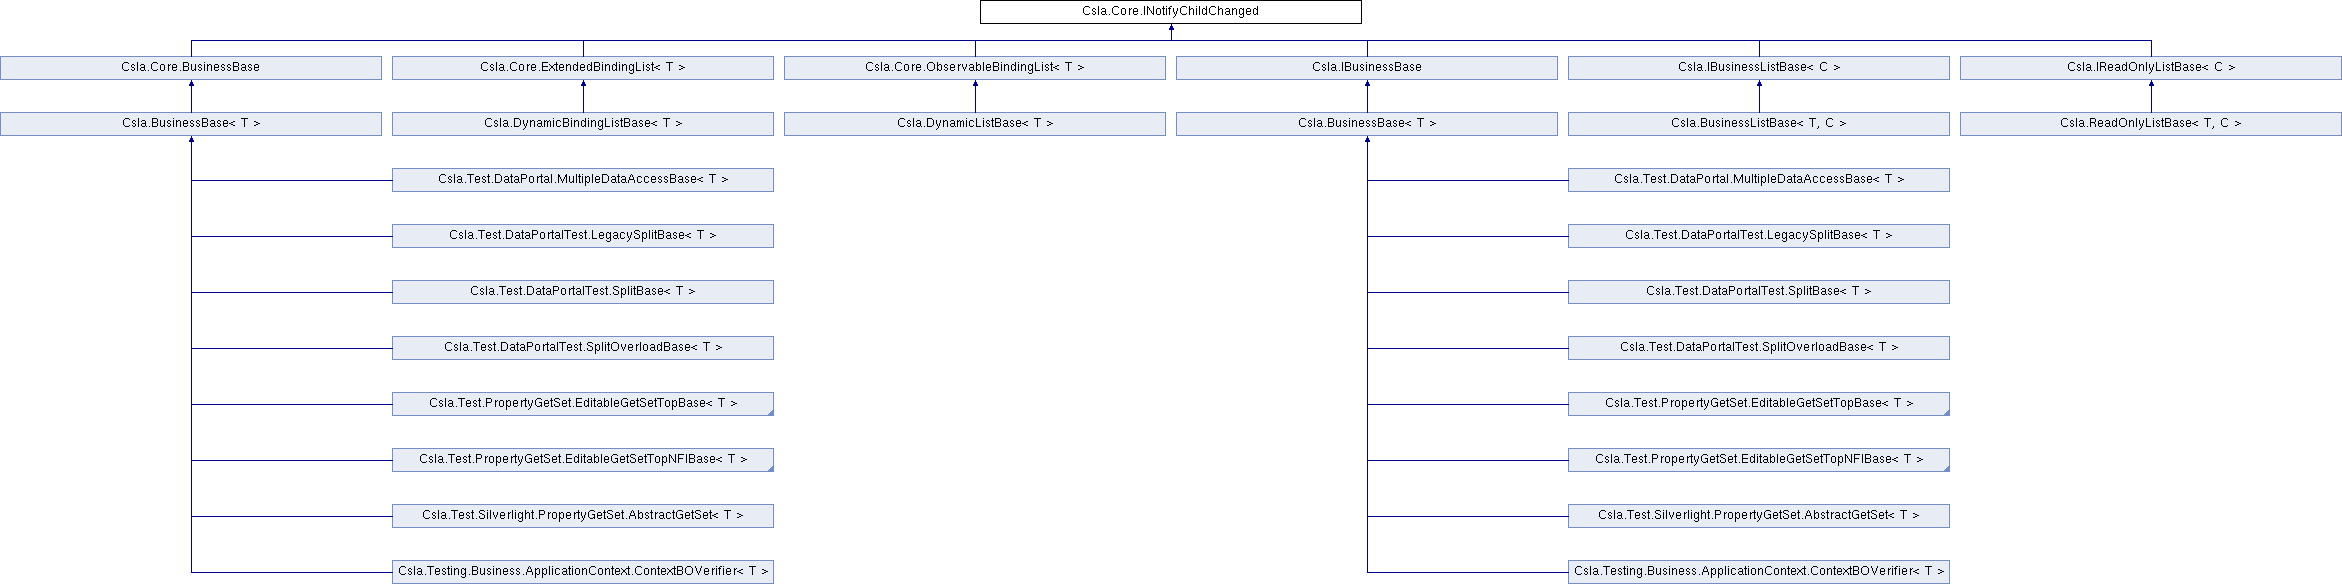 Csla.Core.INotifyChildChanged
Csla.Core.BusinessBase
Csla.Core.ExtendedBindingList< T >
Csla.Core.ObservableBindingList< T >
Csla.IBusinessBase
Csla.IBusinessListBase< C >
Csla.IReadOnlyListBase< C >
Csla.BusinessBase< T >
Csla.DynamicBindingListBase< T >
Csla.DynamicListBase< T >
Csla.BusinessBase< T >
Csla.BusinessListBase< T, C >
Csla.ReadOnlyListBase< T, C >
Csla.Test.DataPortal.MultipleDataAccessBase< T >
Csla.Test.DataPortal.MultipleDataAccessBase< T >
Csla.Test.DataPortalTest.LegacySplitBase< T >
Csla.Test.DataPortalTest.LegacySplitBase< T >
Csla.Test.DataPortalTest.SplitBase< T >
Csla.Test.DataPortalTest.SplitBase< T >
Csla.Test.DataPortalTest.SplitOverloadBase< T >
Csla.Test.DataPortalTest.SplitOverloadBase< T >
Csla.Test.PropertyGetSet.EditableGetSetTopBase< T >
Csla.Test.PropertyGetSet.EditableGetSetTopBase< T >
Csla.Test.PropertyGetSet.EditableGetSetTopNFIBase< T >
Csla.Test.PropertyGetSet.EditableGetSetTopNFIBase< T >
Csla.Test.Silverlight.PropertyGetSet.AbstractGetSet< T >
Csla.Test.Silverlight.PropertyGetSet.AbstractGetSet< T >
Csla.Testing.Business.ApplicationContext.ContextBOVerifier< T >
Csla.Testing.Business.ApplicationContext.ContextBOVerifier< T >